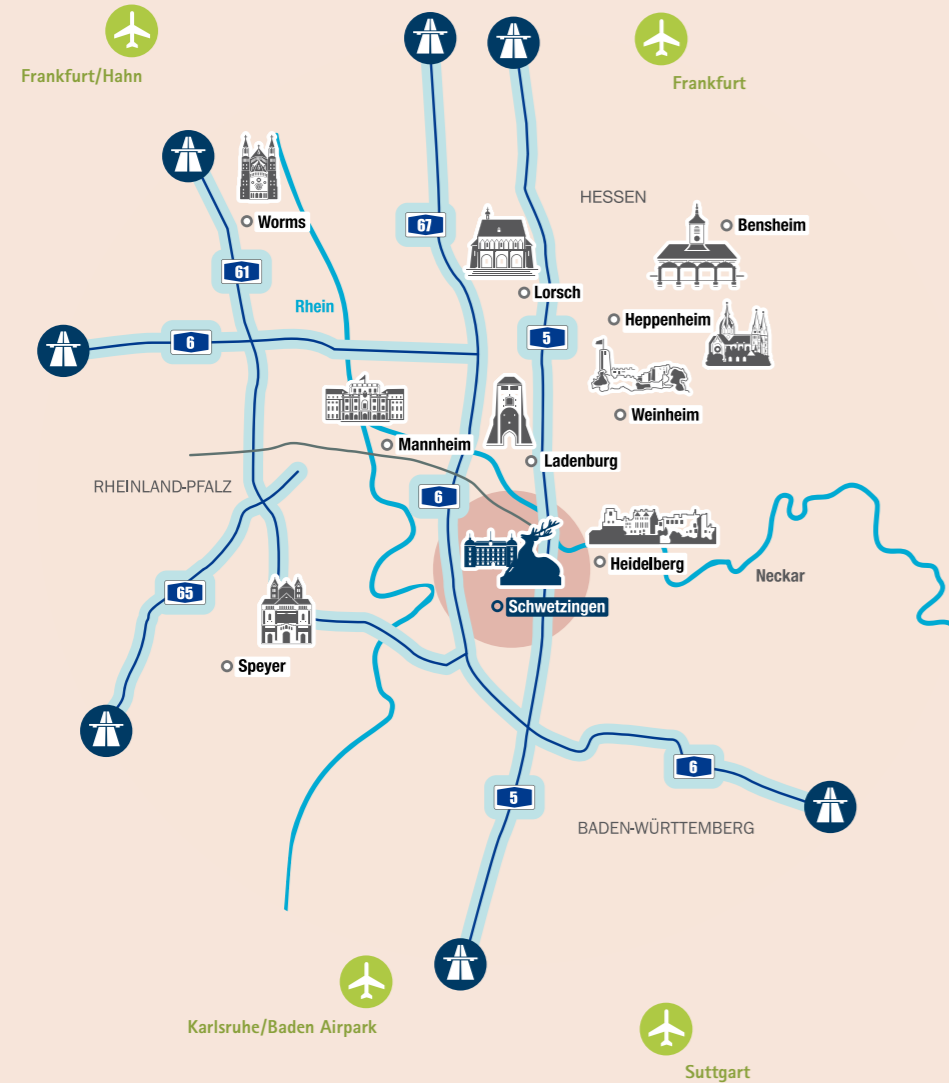 Frankfurt/Hahn
Frankfurt
HESSEN
Worms
67
Bensheim
61
Lorsch
Rhein
Heppenheim
6
5
Weinheim
Mannheim
Ladenburg
RHEINLAND-PFALZ
6
Heidelberg
Neckar
65
Schwetzingen
Speyer
6
5
BADEN-WÜRTTEMBERG
Karlsruhe/Baden Airpark
Suttgart